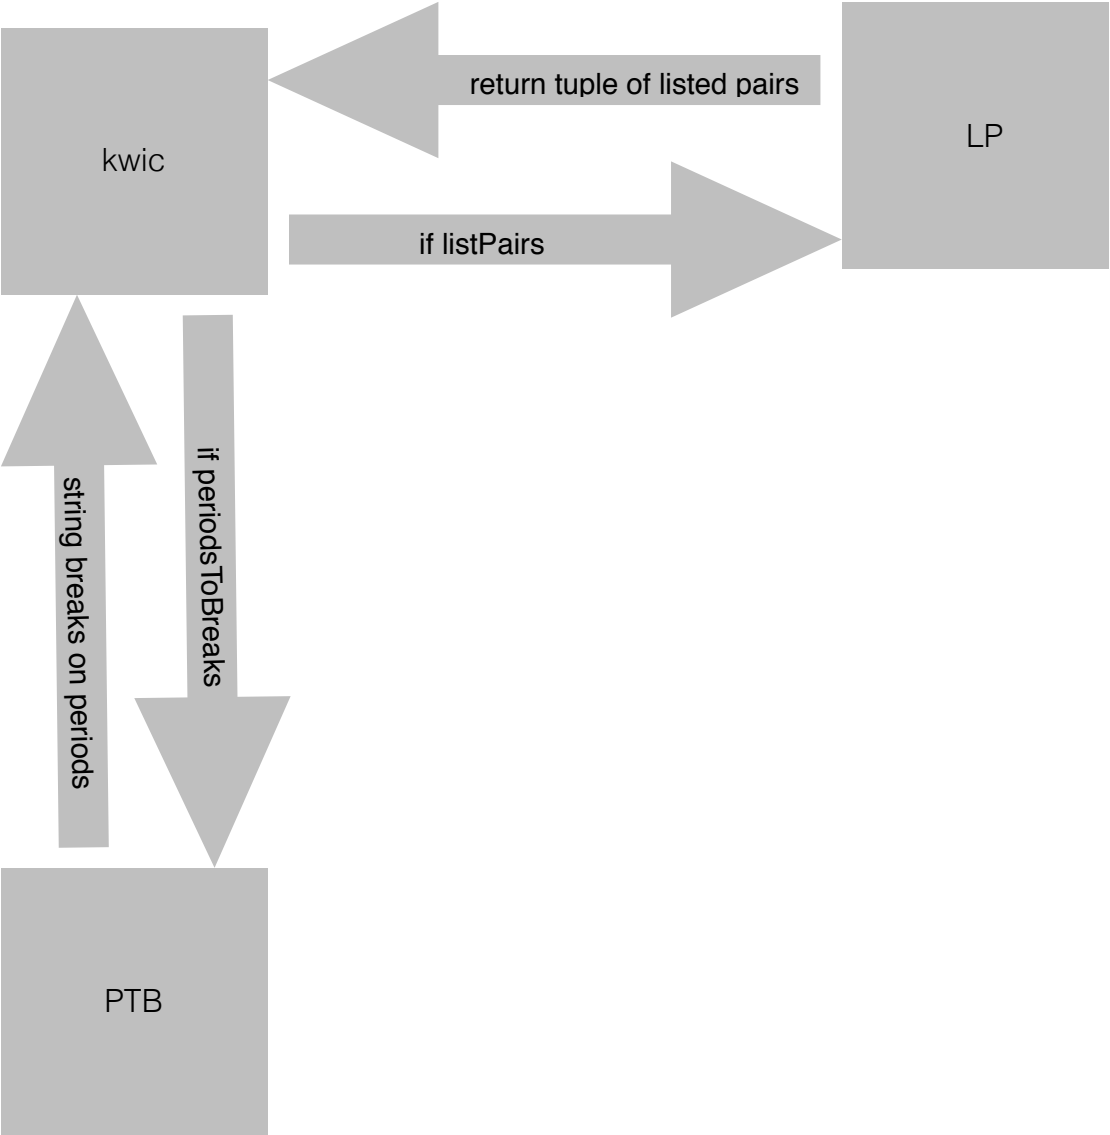 return tuple of listed pairs
LP
kwic
if listPairs
if periodsToBreaks
string breaks on periods
PTB